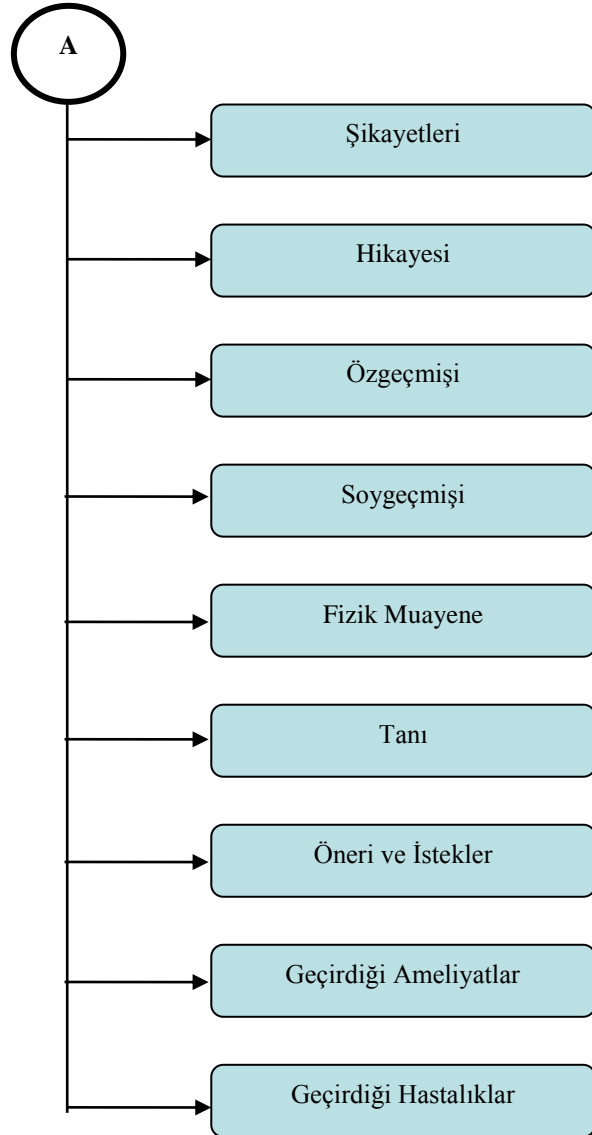 A
Şikayetleri
Hikayesi
Özgeçmişi
Soygeçmişi
Fizik Muayene
Tanı
Öneri ve İstekler
Geçirdiği Ameliyatlar
Geçirdiği Hastalıklar